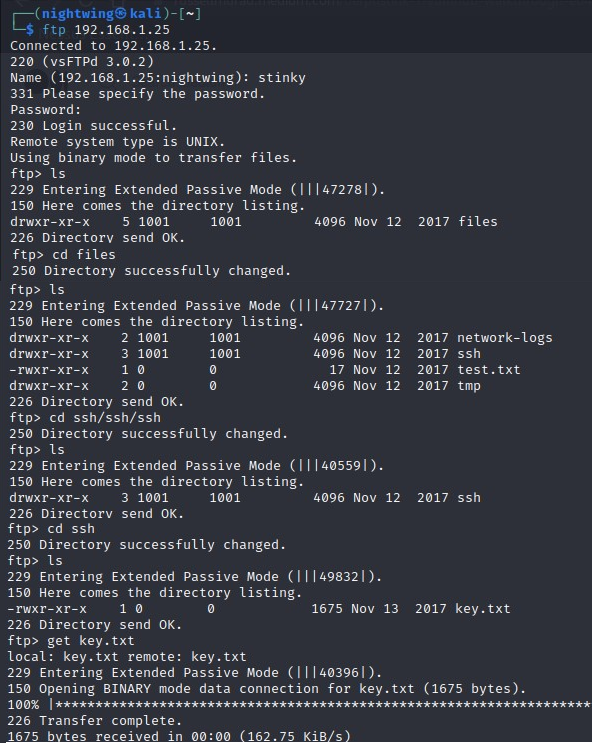 ┌──(nightwing㉿kali)-[~]
└─$ ftp 192.168.1.25
Connected to 192.168.1.25.
220 (vsFTPd 3.0.2)
Name (192.168.1.25:nightwing): stinky
331 Please specify the password.
Password:
230 Login successful.
Remote system type is UNIX.
Using binary mode to transfer files.
ftp> ls
229 Entering Extended Passive Mode (|||47278|).
150 Here comes the directory listing.
drwxr-xr-x    5 1001     1001         4096 Nov 12  2017 files
226 Directory send OK.
ftp> cd files
250 Directory successfully changed.
ftp> ls
229 Entering Extended Passive Mode (|||47727|).
150 Here comes the directory listing.
drwxr-xr-x    2 1001     1001         4096 Nov 12  2017 network-logs
drwxr-xr-x    3 1001     1001         4096 Nov 12  2017 ssh
-rwxr-xr-x    1 0        0              17 Nov 12  2017 test.txt
drwxr-xr-x    2 0        0            4096 Nov 12  2017 tmp
226 Directory send OK.
ftp> cd ssh/ssh/ssh
250 Directory successfully changed.
ftp> ls
229 Entering Extended Passive Mode (|||40559|).
150 Here comes the directory listing.
drwxr-xr-x    3 1001     1001         4096 Nov 12  2017 ssh
226 Directory send OK.
ftp> cd ssh
250 Directory successfully changed.
ftp> ls
229 Entering Extended Passive Mode (|||49832|).
150 Here comes the directory listing.
-rwxr-xr-x    1 0        0            1675 Nov 13  2017 key.txt
226 Directory send OK.
ftp> get key.txt
local: key.txt remote: key.txt
229 Entering Extended Passive Mode (|||40396|).
150 Opening BINARY mode data connection for key.txt (1675 bytes).
100% |********************************************************************
226 Transfer complete.
1675 bytes received in 00:00 (162.75 KiB/s)